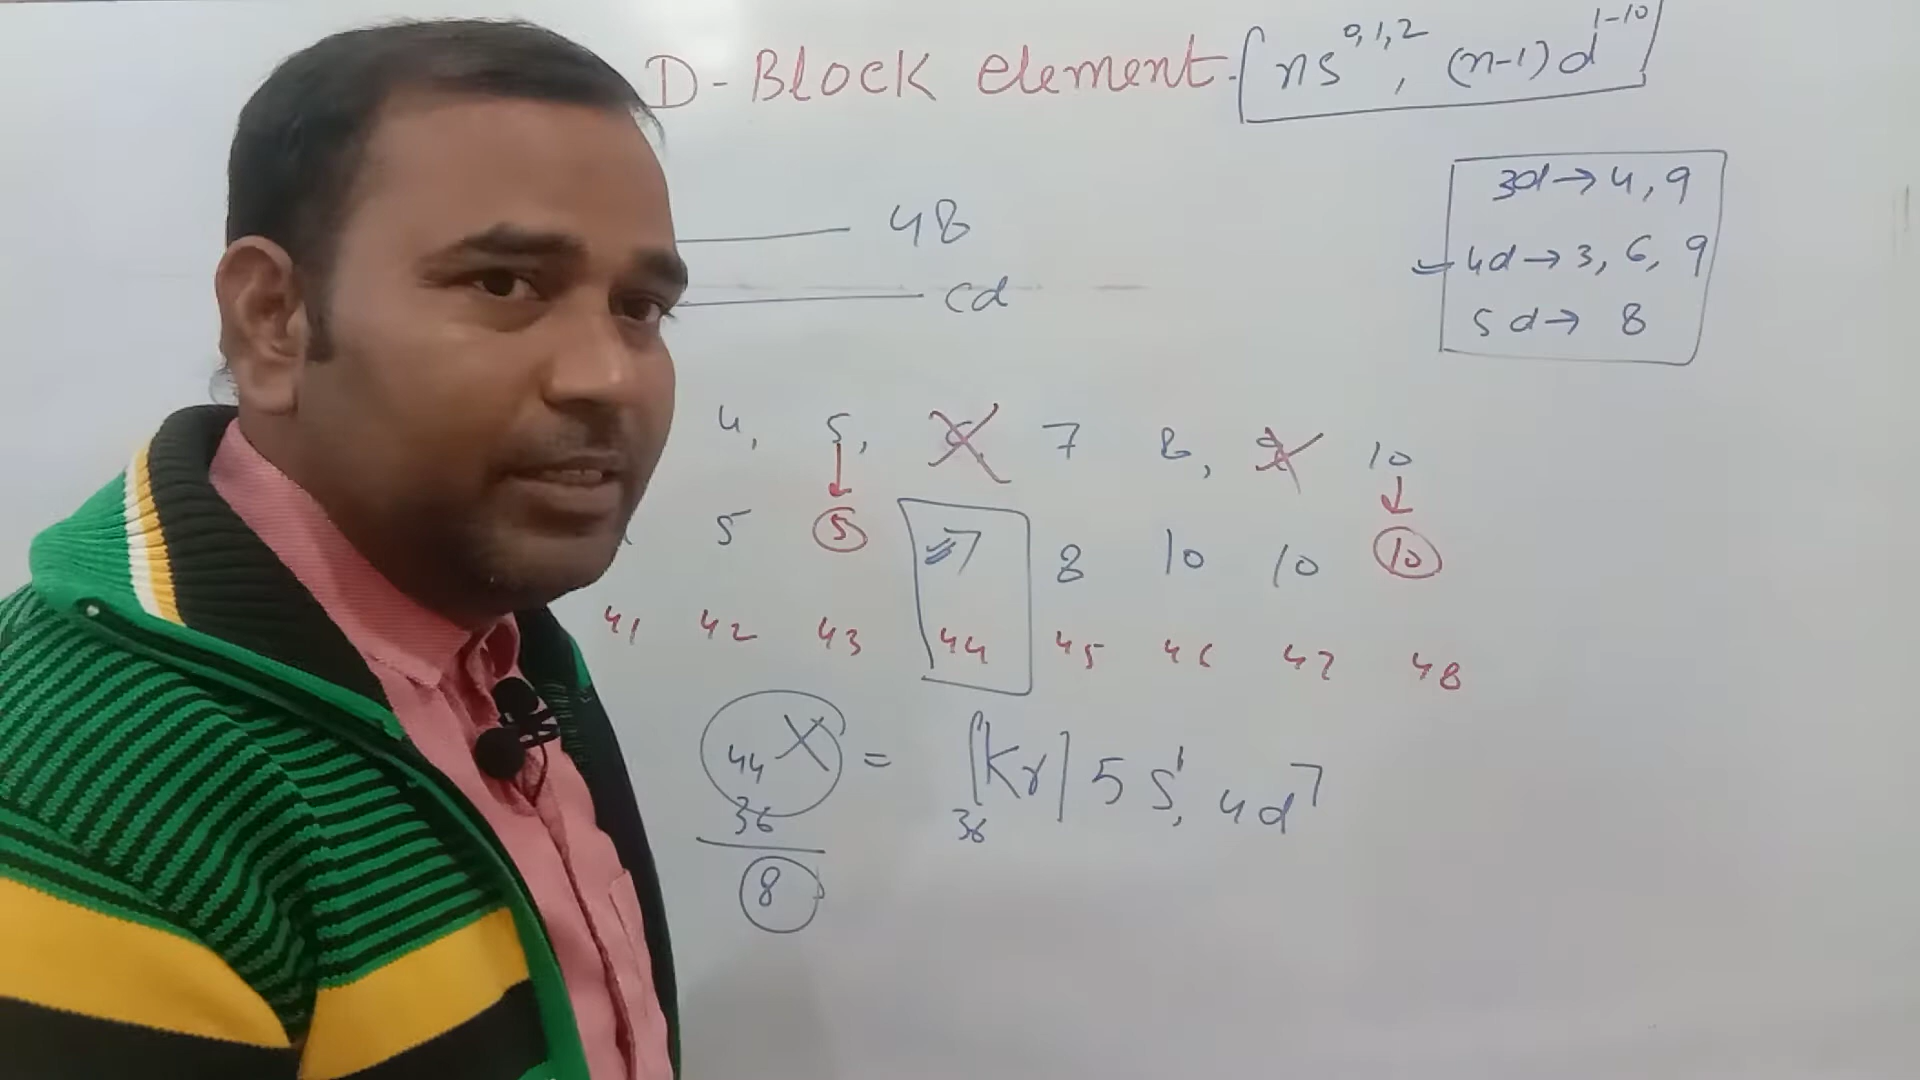 D-Block element [ns^0,1,2, (n-1)d^1-10]
3d → 4, 9
4d → 3, 6, 9
5d → 8
48
cd
4, 5, 7 8, 9 10
5 5 7 8 10 10 10
41 42 43 44 45 46 47 48
44 X = [Kr] 5s^1, 4d^7
36 36
8